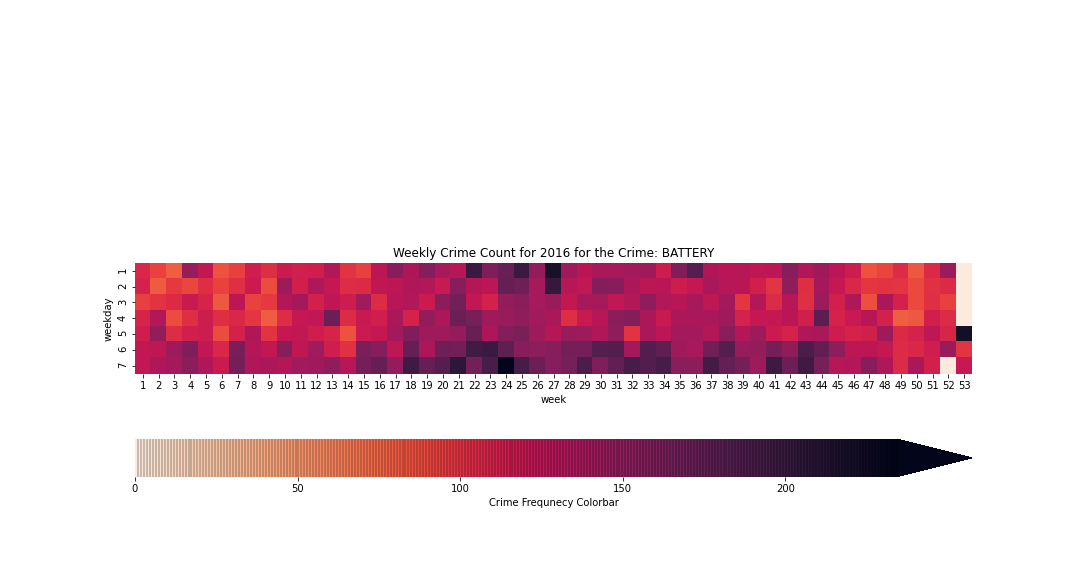 Weekly Crime Count for 2016 for the Crime: BATTERY
weekday
1
2
3
4
5
6
7
1 2 3 4 5 6 7 8 9 10 11 12 13 14 15 16 17 18 19 20 21 22 23 24 25 26 27 28 29 30 31 32 33 34 35 36 37 38 39 40 41 42 43 44 45 46 47 48 49 50 51 52 53
week
0 50 100 150 200
Crime Frequnecy Colorbar